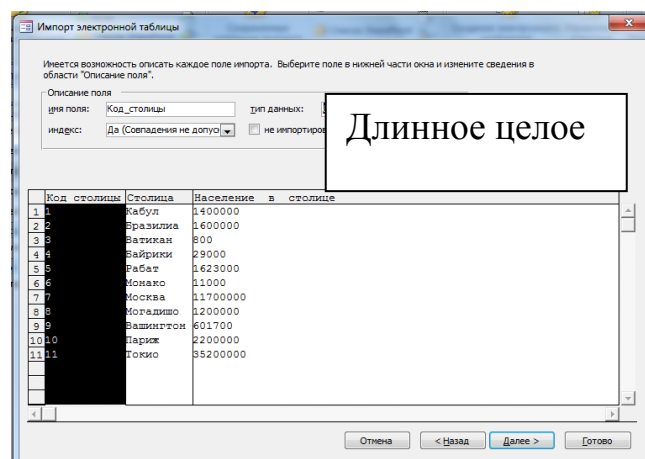 Импорт электронной таблицы
Имеется возможность описать каждое поле импорта. Выберите поле в нижней части окна и измените сведения в
области "Описание поля".
Описание поля
имя поля: Код_столицы тип данных:
индекс: Да (Совпадения не допус не импортиров
Длинное целое
Код столицы Столица Население в столице
1 1 Кабул 1400000
2 2 Бразилиа 1600000
3 3 Ватикан 800
4 4 Байрики 29000
5 5 Рабат 1623000
6 6 Монако 11000
7 7 Москва 11700000
8 8 Могадишо 1200000
9 9 Вашингтон 601700
10 10 Париж 2200000
11 11 Токио 35200000
Отмена < Назад Далее > Готово